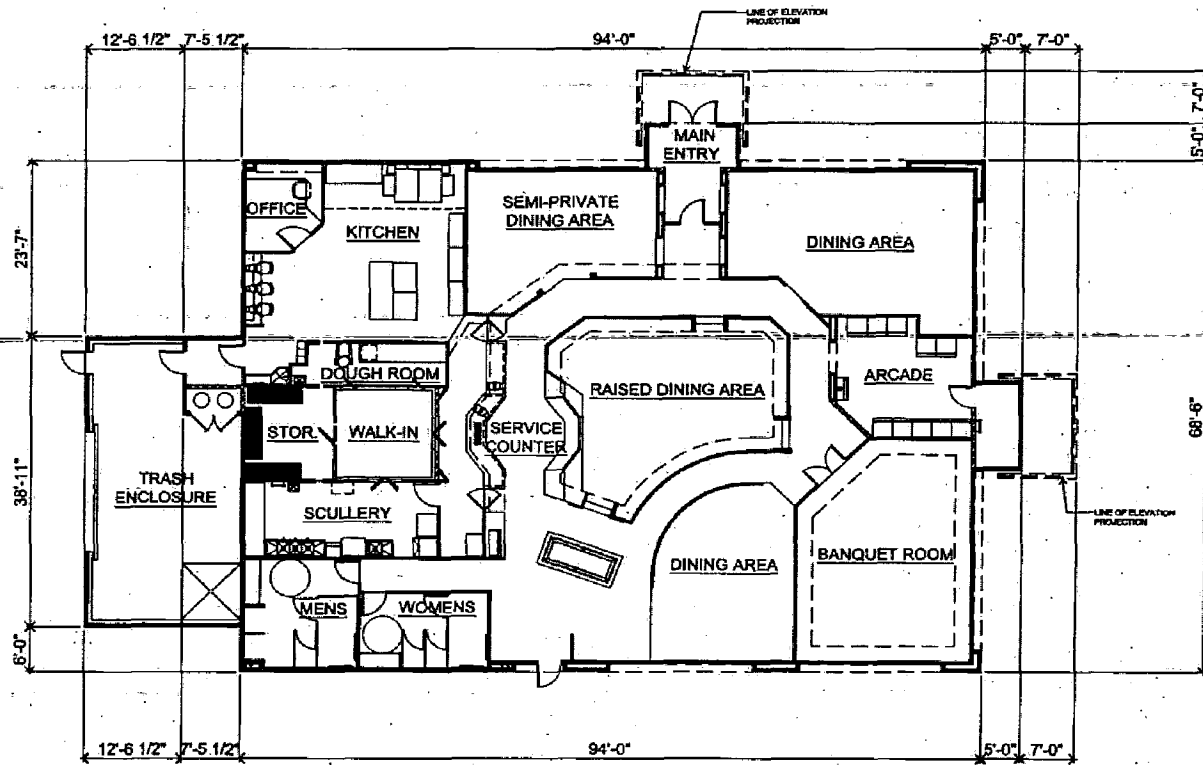 LINE OF ELEVATION
PROJECTION
12'-6 1/2"
7'-5 1/2"
94'-0"
5'-0"
7'-0"
7'-0"
5'-0"
MAIN
ENTRY
OFFICE
KITCHEN
SEMI-PRIVATE
DINING AREA
DINING AREA
23'-7"
DOUGH ROOM
RAISED DINING AREA
ARCADE
STOR.
WALK-IN
SERVICE
COUNTER
68'-6"
TRASH
ENCLOSURE
38'-11"
SCULLERY
LINE OF ELEVATION
PROJECTION
DINING AREA
BANQUET ROOM
MENS
WOMENS
6'-0"
12'-6 1/2"
7'-5 1/2"
94'-0"
5'-0"
7'-0"